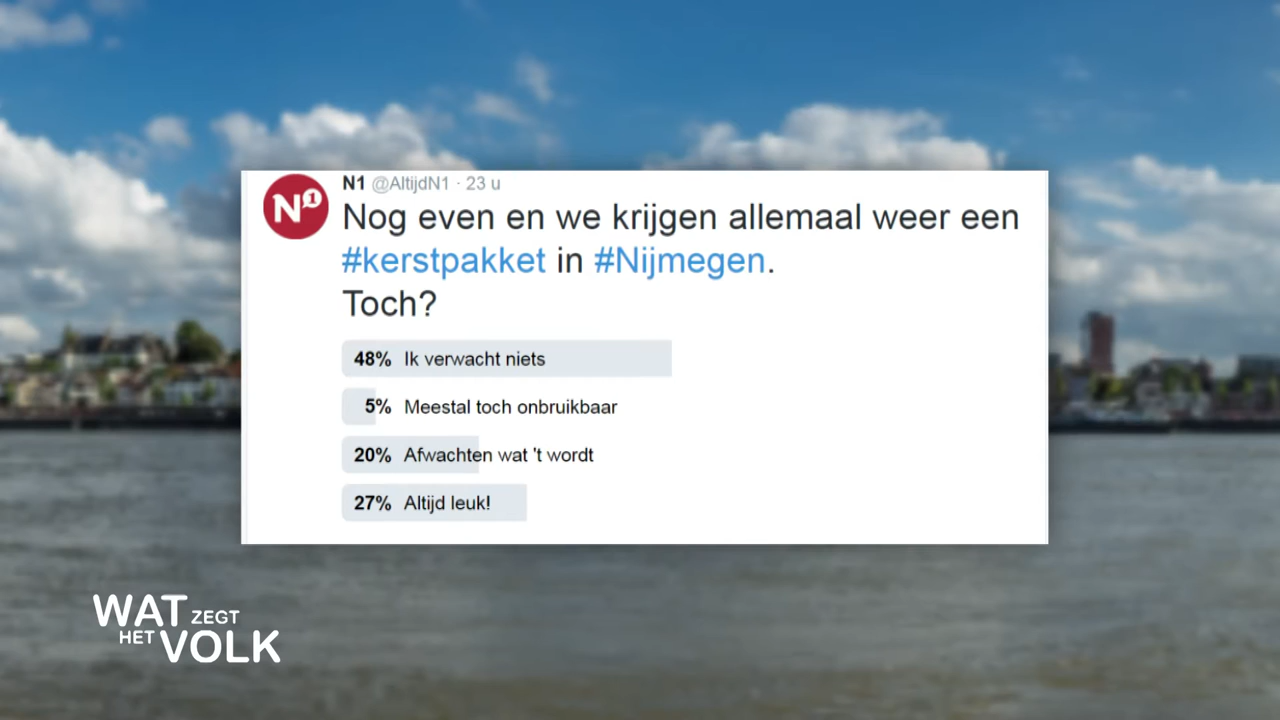 N1 @AltijdN1 · 23 u
Nog even en we krijgen allemaal weer een
#kerstpakket in #Nijmegen.
Toch?
48% Ik verwacht niets
5% Meestal toch onbruikbaar
20% Afwachten wat 't wordt
27% Altijd leuk!
WAT ZEGT
HET VOLK